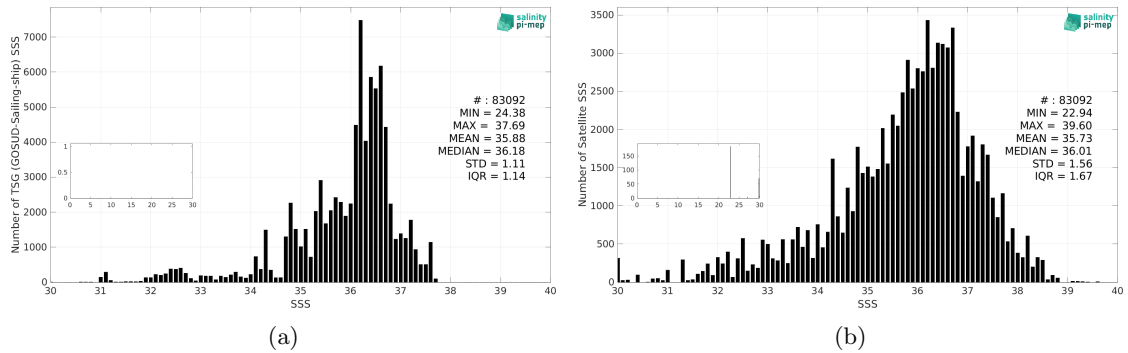 salinity
pi-mep
Number of TSG (GOSUD-Sailing-ship) SSS
7000
6000
5000
4000
3000
2000
1000
0
# : 83092
MIN = 24.38
MAX = 37.69
MEAN = 35.88
MEDIAN = 36.18
STD = 1.11
IQR = 1.14
1
0.5
0
0 5 10 15 20 25 30
30 31 32 33 34 35 36 37 38 39 40
SSS
(a)
salinity
pi-mep
Number of Satellite SSS
3500
3000
2500
2000
1500
1000
500
0
# : 83092
MIN = 22.94
MAX = 39.60
MEAN = 35.73
MEDIAN = 36.01
STD = 1.56
IQR = 1.67
150
100
50
0
0 5 10 15 20 25 30
30 31 32 33 34 35 36 37 38 39 40
SSS
(b)